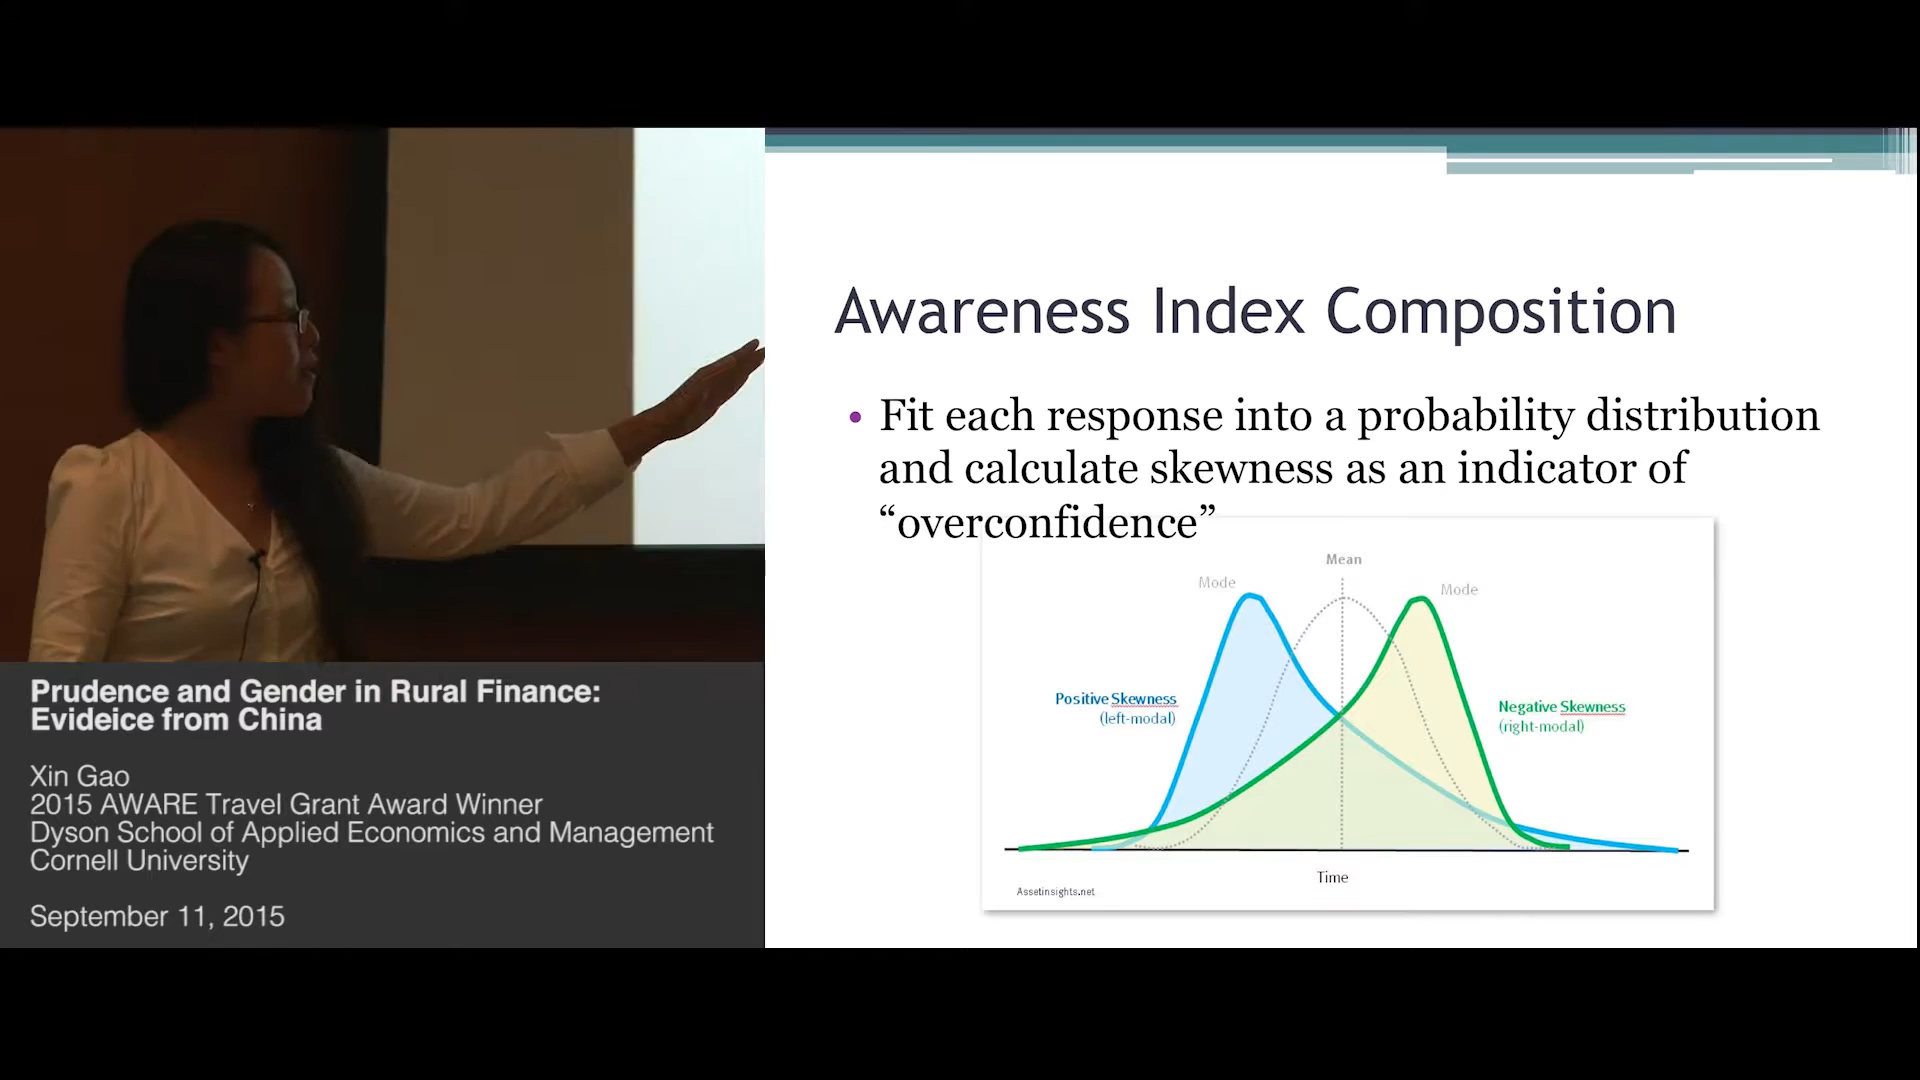 Awareness Index Composition
• Fit each response into a probability distribution
and calculate skewness as an indicator of
“overconfidence”
Mean
Mode
Mode
Positive Skewness
(left-modal)
Negative Skewness
(right-modal)
Time
Assetinsights.net
Prudence and Gender in Rural Finance:
Evideice from China
Xin Gao
2015 AWARE Travel Grant Award Winner
Dyson School of Applied Economics and Management
Cornell University
September 11, 2015